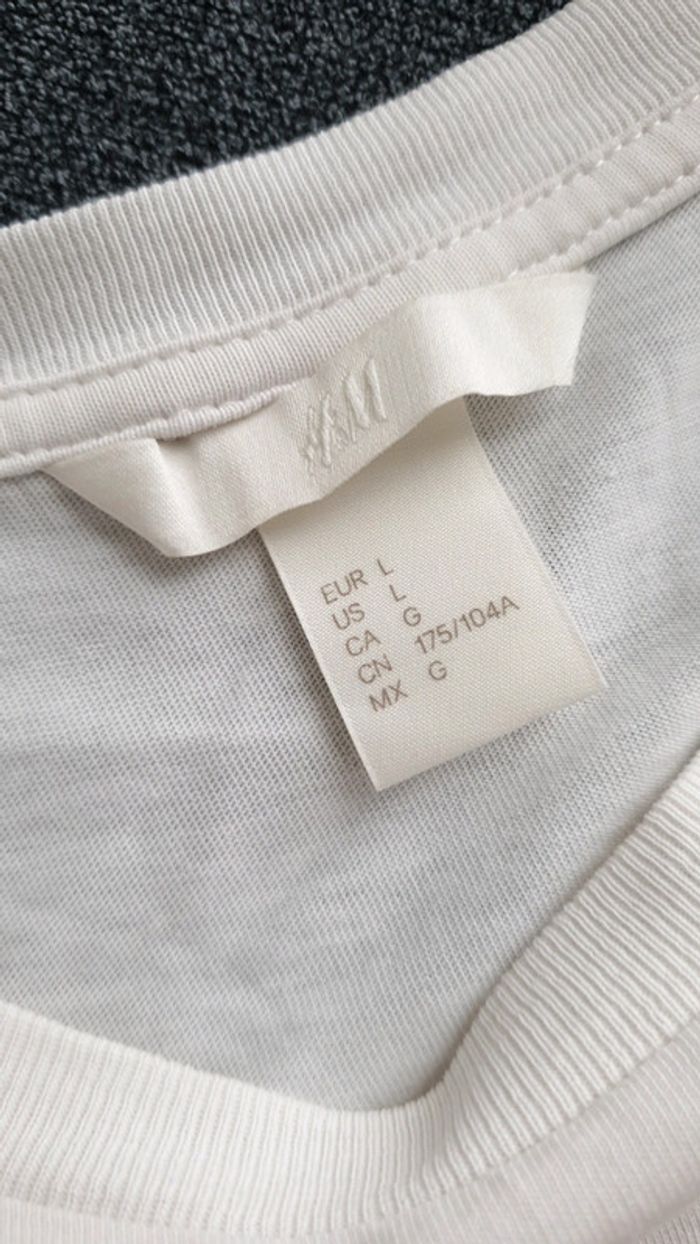 H&M
EUR L
US L
CA G
CN 175/104A
MX G